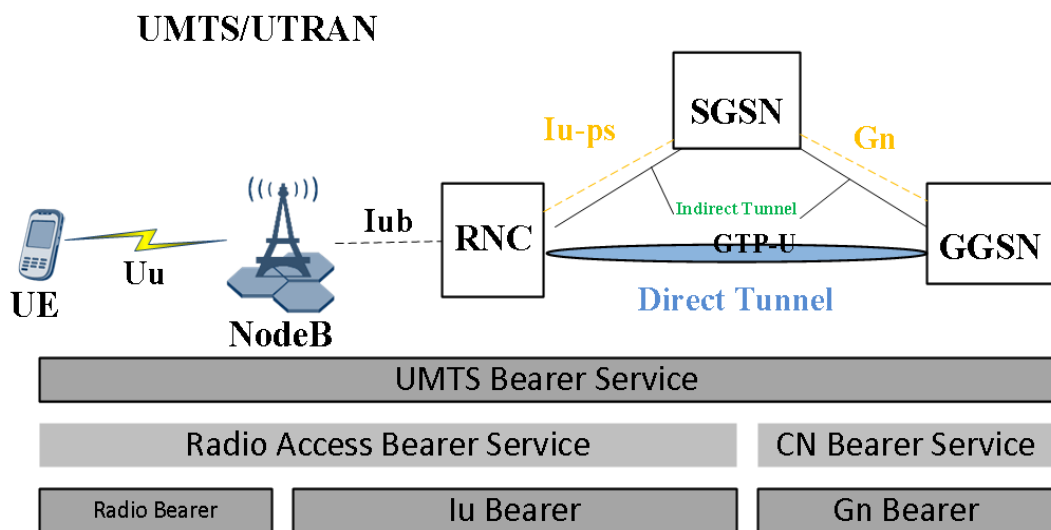 UMTS/UTRAN
SGSN
Iu-ps
Gn
Indirect Tunnel
Iub
RNC
GTP-U
GGSN
Uu
UE
Direct Tunnel
NodeB
UMTS Bearer Service
Radio Access Bearer Service
CN Bearer Service
Radio Bearer
Iu Bearer
Gn Bearer